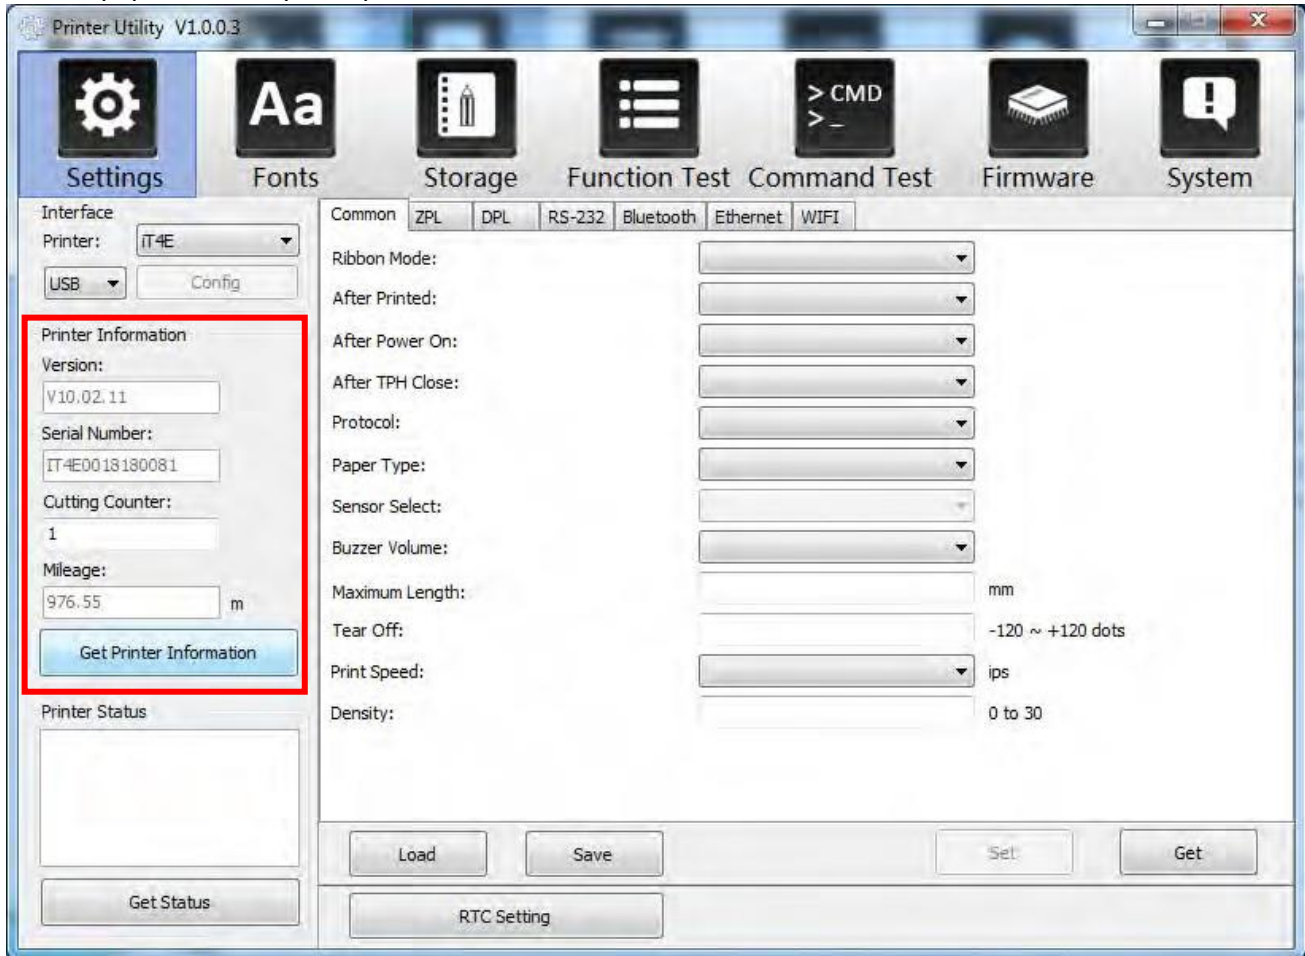 Printer Utility V1.0.0.3
Aa
> CMD
>_
Settings Fonts Storage Function Test Command Test Firmware System
Interface
Printer: iT4E
USB Config
Printer Information
Version:
V10.02.11
Serial Number:
IT4E0018180081
Cutting Counter:
1
Mileage:
976.55 m
Get Printer Information
Printer Status
Get Status
Common ZPL DPL RS-232 Bluetooth Ethernet WIFI
Ribbon Mode:
After Printed:
After Power On:
After TPH Close:
Protocol:
Paper Type:
Sensor Select:
Buzzer Volume:
Maximum Length: mm
Tear Off: -120 ~ +120 dots
Print Speed: ips
Density: 0 to 30
Load Save Set Get
RTC Setting